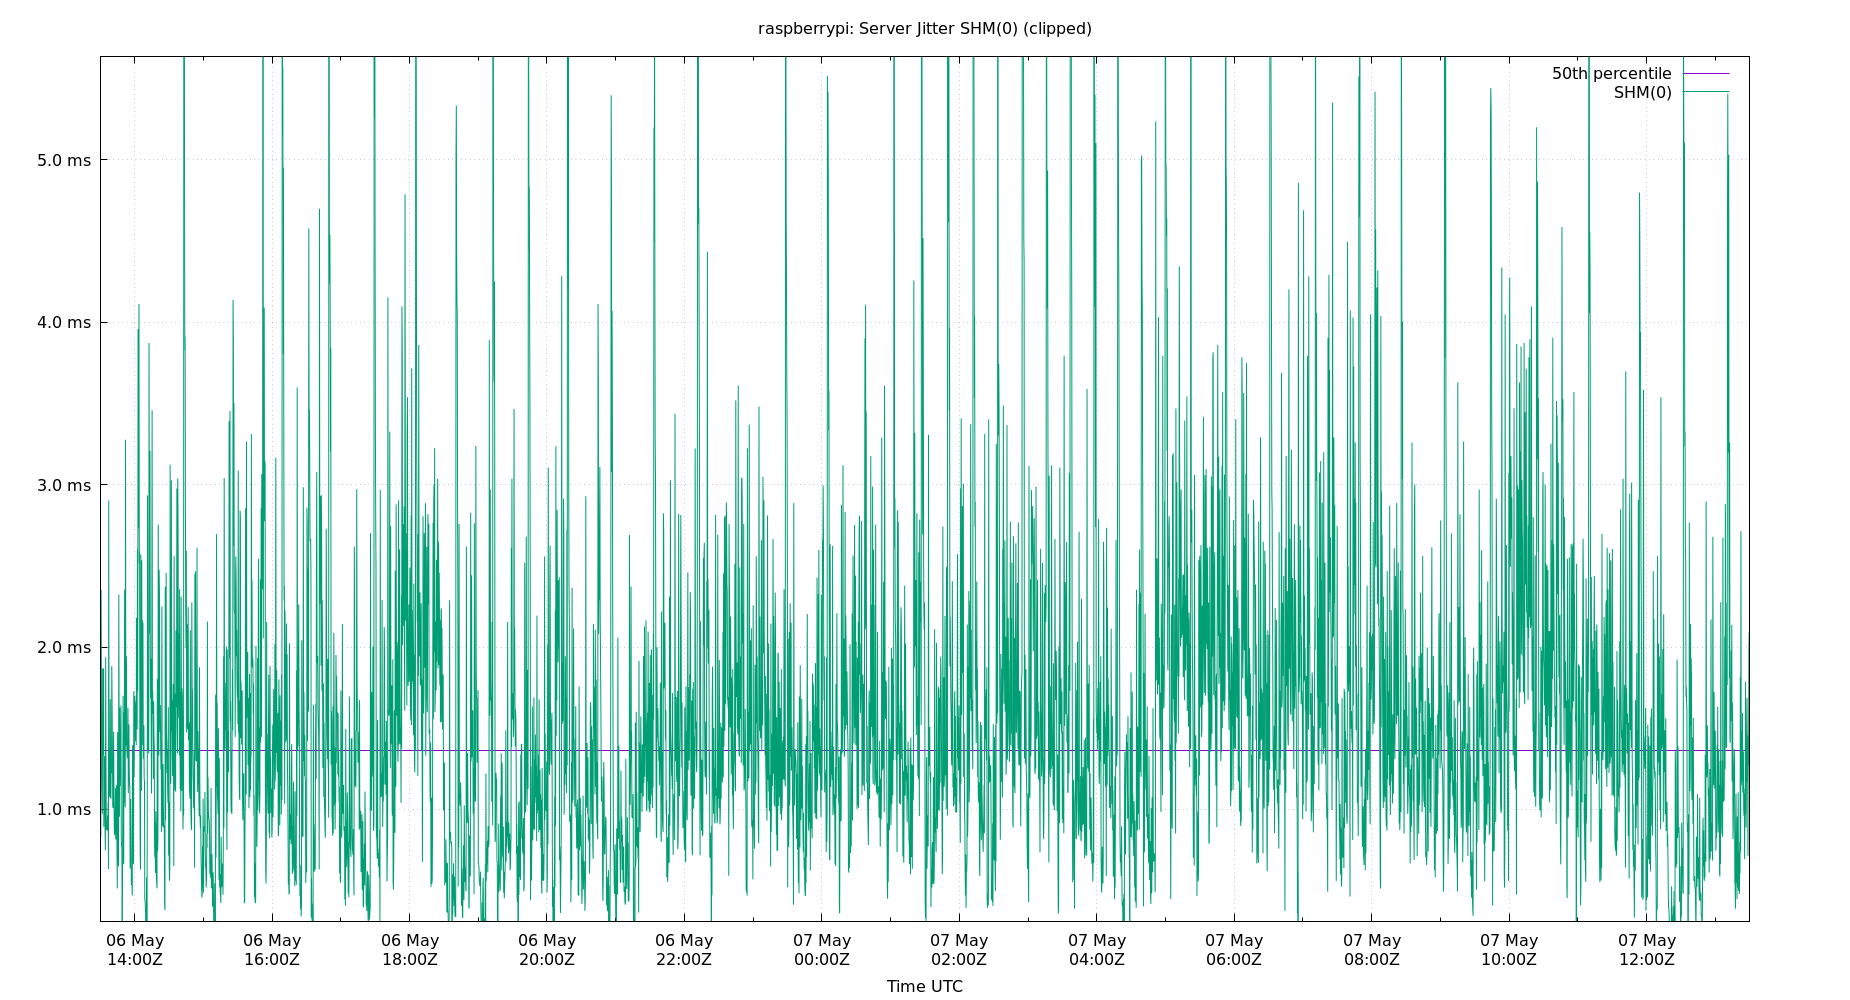 raspberrypi: Server Jitter SHM(0) (clipped)
50th percentile
SHM(0)
5.0 ms
4.0 ms
3.0 ms
2.0 ms
1.0 ms
06 May 06 May 06 May 06 May 06 May 07 May 07 May 07 May 07 May 07 May 07 May 07 May
14:00Z 16:00Z 18:00Z 20:00Z 22:00Z 00:00Z 02:00Z 04:00Z 06:00Z 08:00Z 10:00Z 12:00Z
Time UTC